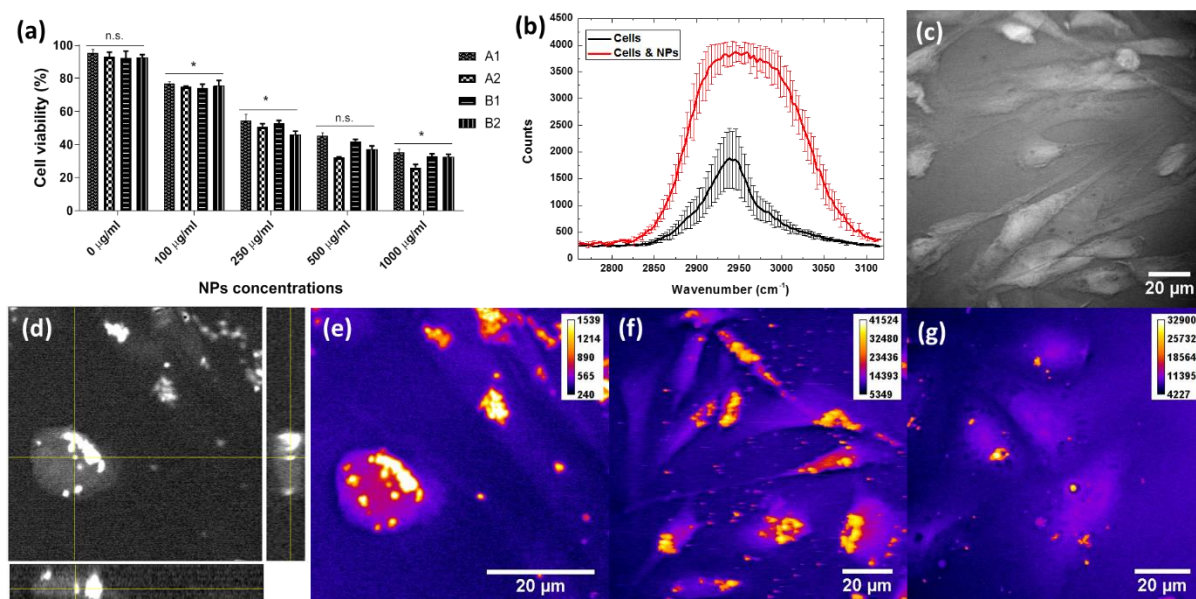 (a)
n.s.
*
*
n.s.
*
A1
A2
B1
B2
Cell viability (%)
100
80
60
40
20
0
0 µg/ml
100 µg/ml
250 µg/ml
500 µg/ml
1000 µg/ml
NPs concentrations
(b)
Cells
Cells & NPs
Counts
4500
4000
3500
3000
2500
2000
1500
1000
500
0
2800 2850 2900 2950 3000 3050 3100
Wavenumber (cm⁻¹)
(c)
20 µm
(d)
(e)
1539
1214
890
565
240
20 µm
(f)
41524
32480
23436
14393
5349
20 µm
(g)
32900
25732
18564
11395
4227
20 µm